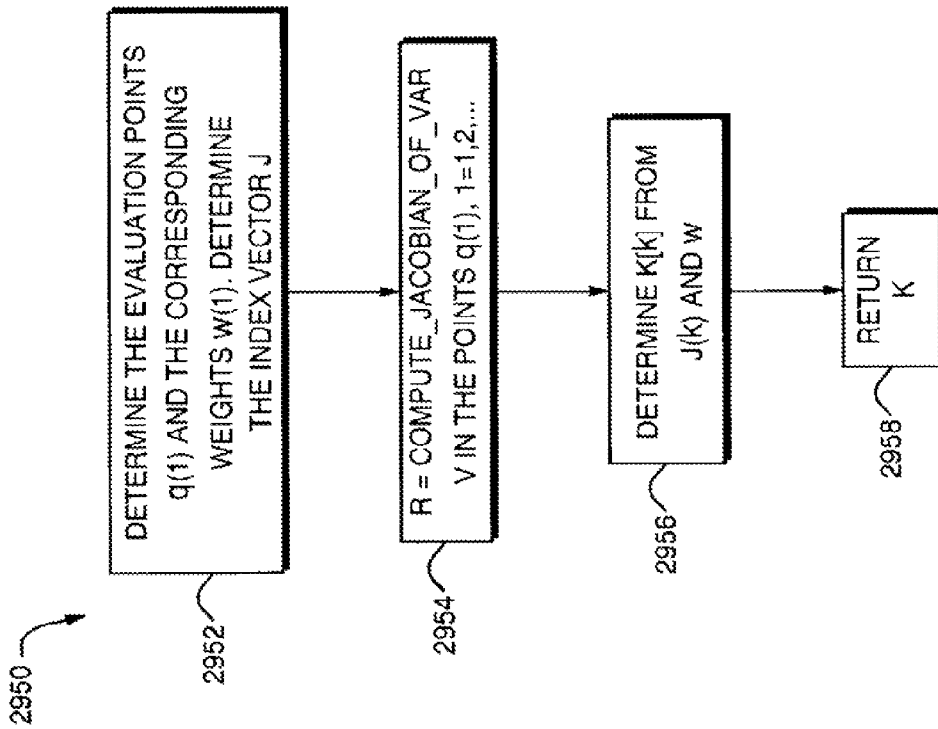 2950
DETERMINE THE EVALUATION POINTS
q(1) AND THE CORRESPONDING
WEIGHTS W(1). DETERMINE
THE INDEX VECTOR J
2952
R = COMPUTE_JACOBIAN_OF_VAR
V IN THE POINTS q(1), 1=1,2,...
2954
DETERMINE K[k] FROM
J(k) AND w
2956
RETURN
K
2958